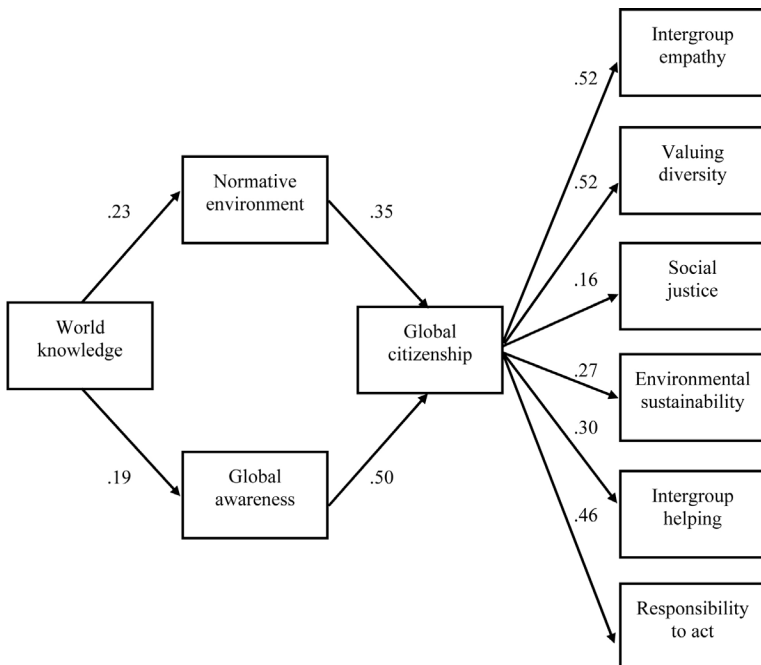 Intergroup
empathy
.52
Valuing
diversity
.52
Normative
environment
.23
.35
Social
justice
.16
World
knowledge
Global
citizenship
.27
Environmental
sustainability
.30
Global
awareness
.19
.50
Intergroup
helping
.46
Responsibility
to act